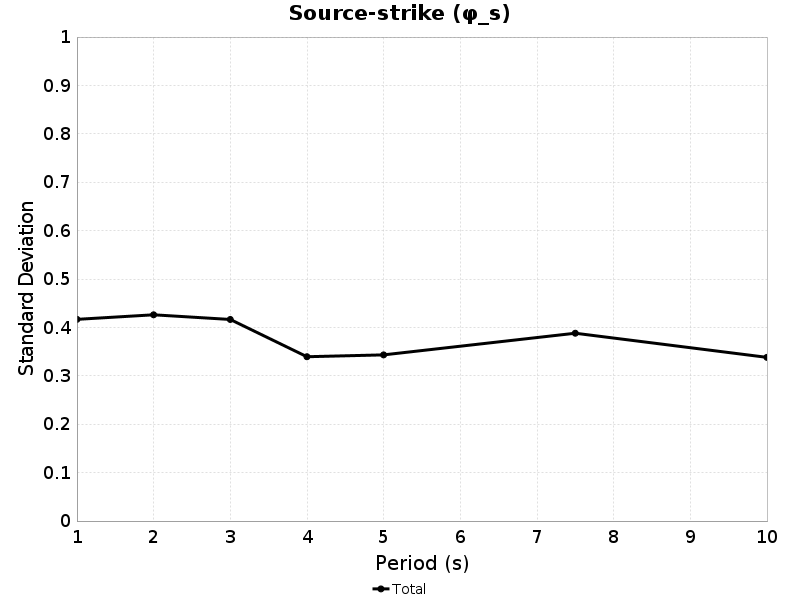 Source-strike (φ_s)
1
0.9
0.8
0.7
0.6
0.5
0.4
0.3
0.2
0.1
0
Standard Deviation
1 2 3 4 5 6 7 8 9 10
Period (s)
Total